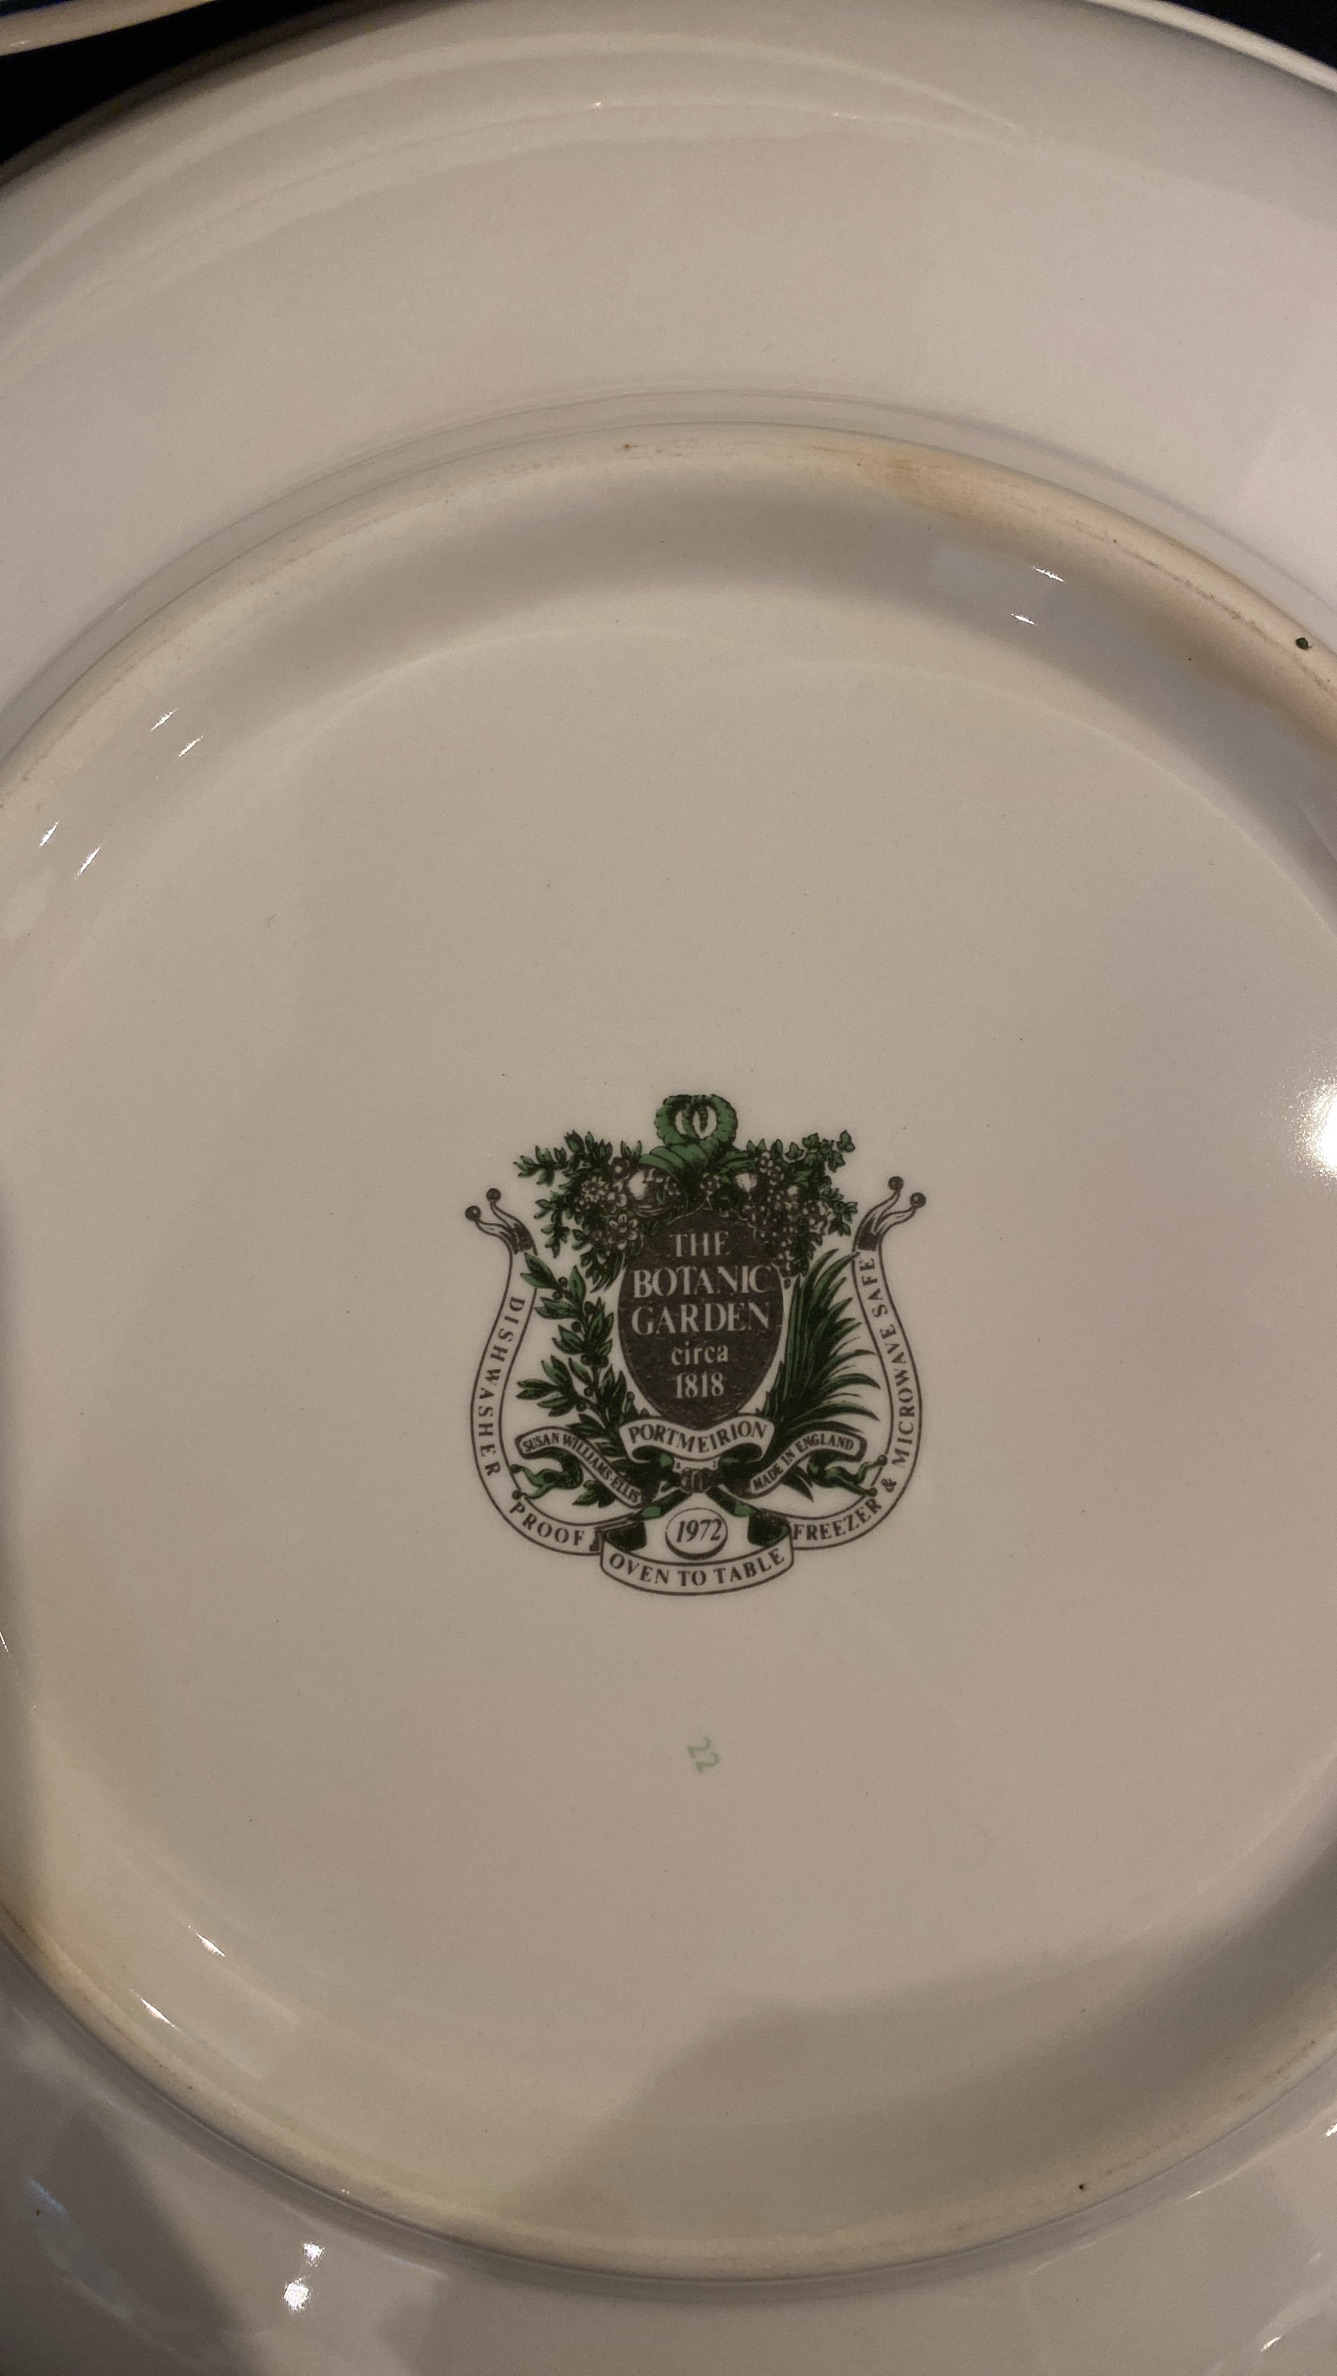 THE
BOTANIC
GARDEN
circa
1818
PORTMEIRION
SUSAN WILLIAMS-ELLIS
MADE IN ENGLAND
1972
DISHWASHER PROOF
OVEN TO TABLE
FREEZER & MICROWAVE SAFE
22